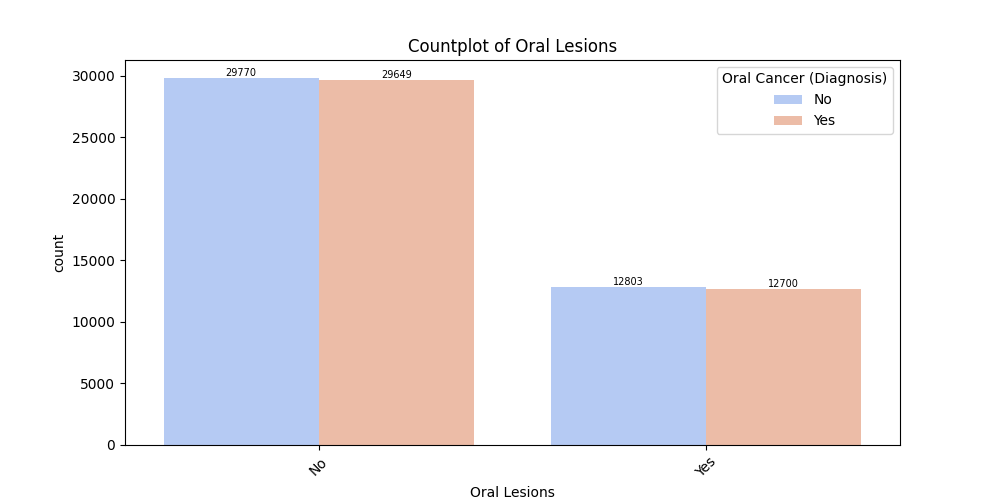 Countplot of Oral Lesions
30000
25000
20000
15000
10000
5000
0
count
29770
29649
12803
12700
Oral Cancer (Diagnosis)
No
Yes
No
Yes
Oral Lesions